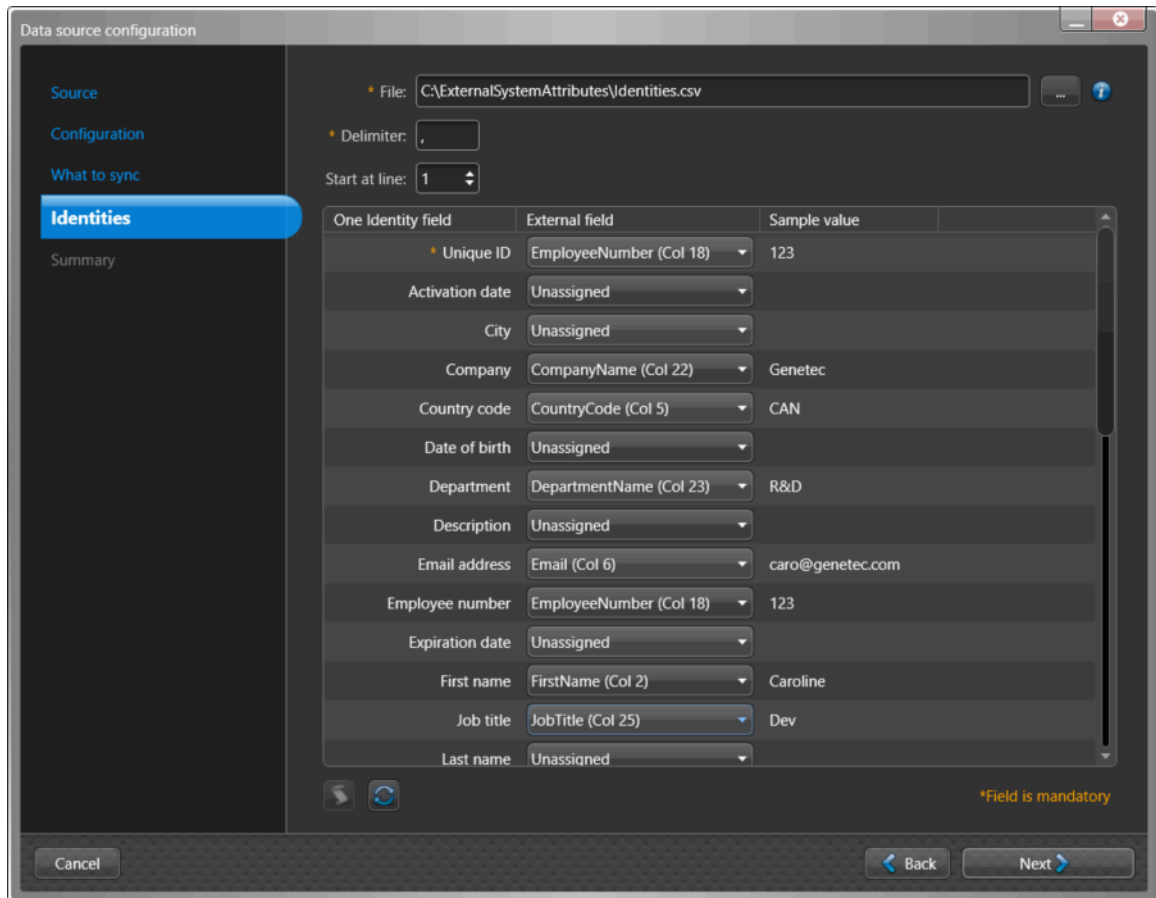 Data source configuration
Source
Configuration
What to sync
Identities
Summary
* File: C:\ExternalSystemAttributes\Identities.csv ...
* Delimiter: ,
Start at line: 1
One Identity field External field Sample value
* Unique ID EmployeeNumber (Col 18) 123
Activation date Unassigned
City Unassigned
Company CompanyName (Col 22) Genetec
Country code CountryCode (Col 5) CAN
Date of birth Unassigned
Department DepartmentName (Col 23) R&D
Description Unassigned
Email address Email (Col 6) caro@genetec.com
Employee number EmployeeNumber (Col 18) 123
Expiration date Unassigned
First name FirstName (Col 2) Caroline
Job title JobTitle (Col 25) Dev
Last name Unassigned
*Field is mandatory
Cancel Back Next